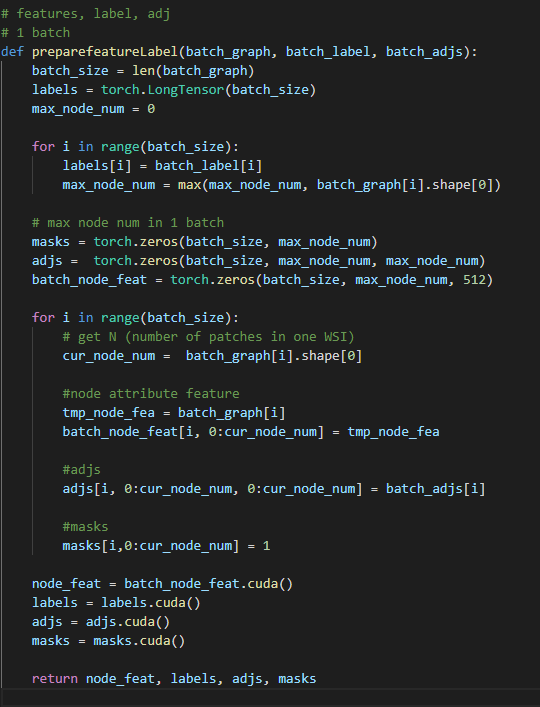 # features, label, adj
# 1 batch
def preparefeatureLabel(batch_graph, batch_label, batch_adjs):
    batch_size = len(batch_graph)
    labels = torch.LongTensor(batch_size)
    max_node_num = 0

    for i in range(batch_size):
        labels[i] = batch_label[i]
        max_node_num = max(max_node_num, batch_graph[i].shape[0])

    # max node num in 1 batch
    masks = torch.zeros(batch_size, max_node_num)
    adjs =  torch.zeros(batch_size, max_node_num, max_node_num)
    batch_node_feat = torch.zeros(batch_size, max_node_num, 512)

    for i in range(batch_size):
        # get N (number of patches in one WSI)
        cur_node_num =  batch_graph[i].shape[0]

        #node attribute feature
        tmp_node_fea = batch_graph[i]
        batch_node_feat[i, 0:cur_node_num] = tmp_node_fea

        #adjs
        adjs[i, 0:cur_node_num, 0:cur_node_num] = batch_adjs[i]

        #masks
        masks[i,0:cur_node_num] = 1

    node_feat = batch_node_feat.cuda()
    labels = labels.cuda()
    adjs = adjs.cuda()
    masks = masks.cuda()

    return node_feat, labels, adjs, masks